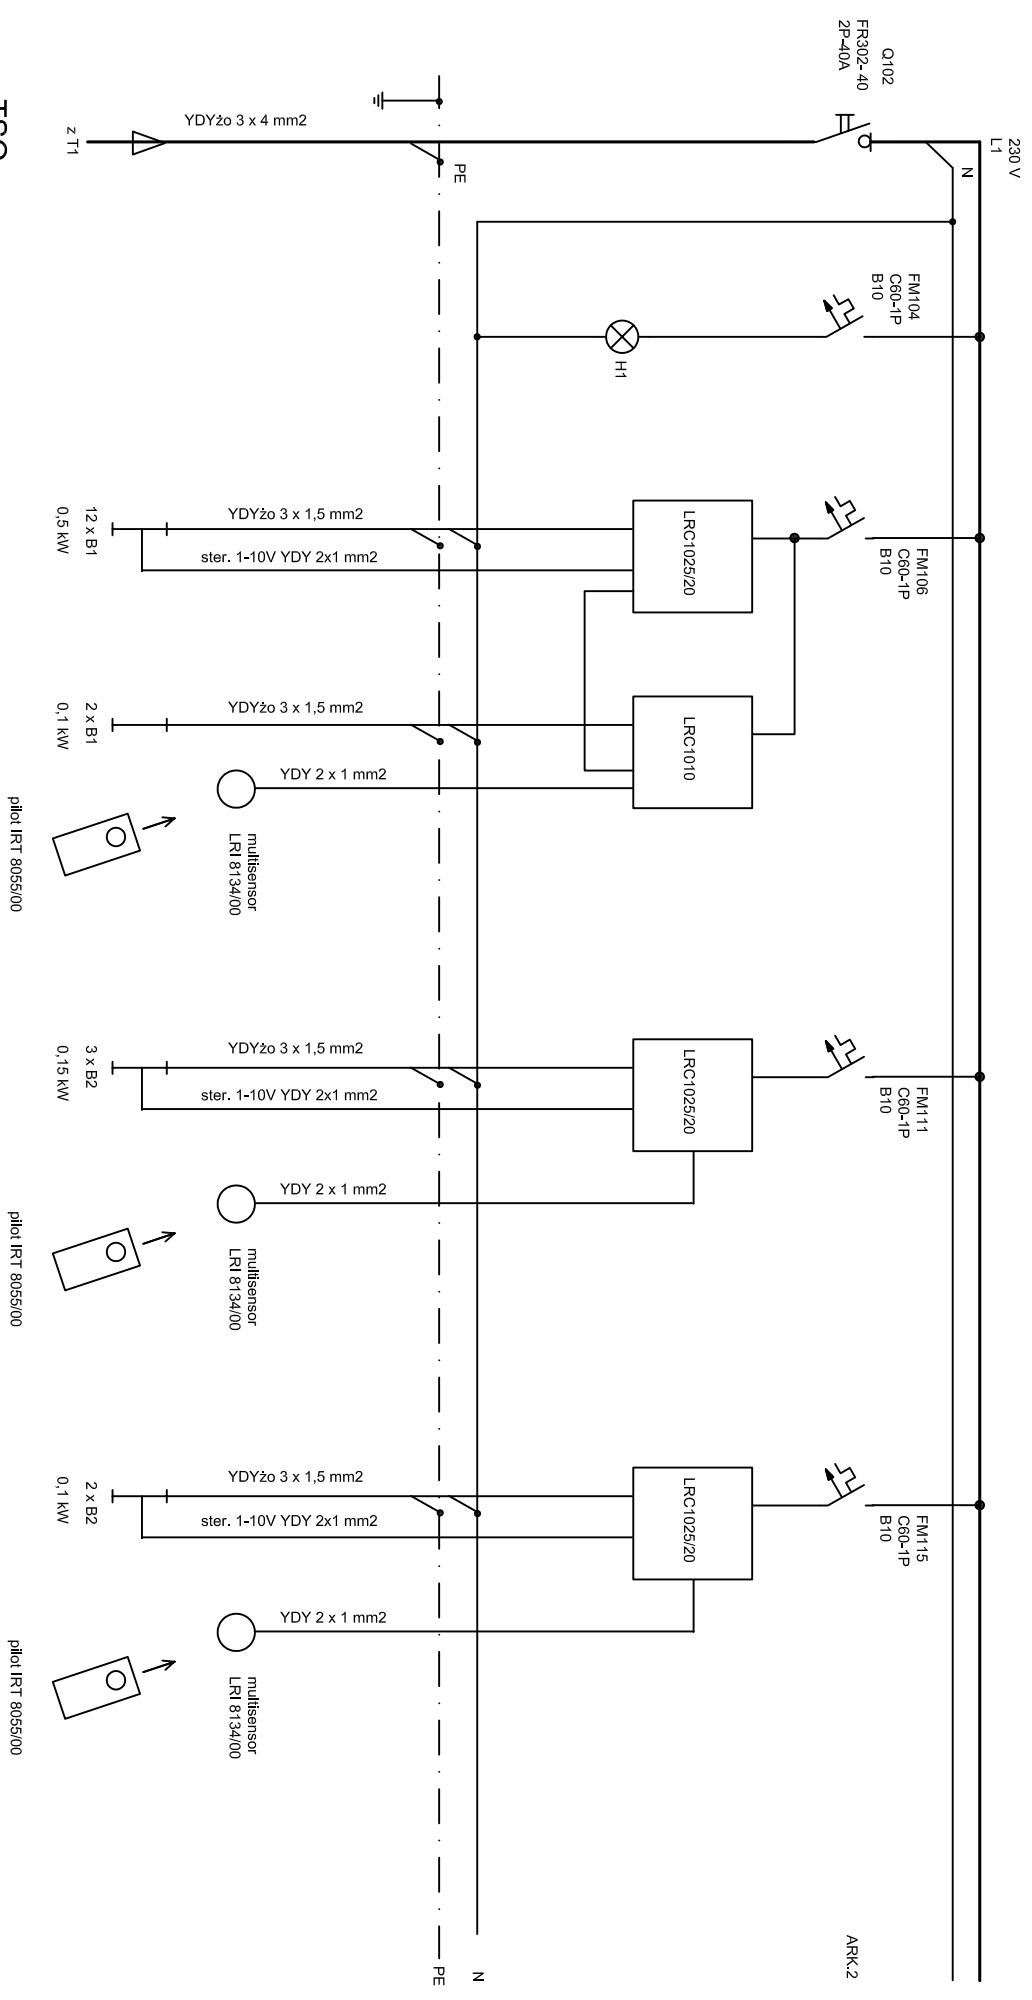 230 V
L1
N
Q102
FR302- 40
2P-40A
PE
YDYżo 3 x 4 mm2
z T1
FM104
C60-1P
B10
H1
FM106
C60-1P
B10
LRC1025/20
YDYżo 3 x 1,5 mm2
ster. 1-10V YDY 2x1 mm2
12 x B1
0,5 kW
LRC1010
YDYżo 3 x 1,5 mm2
2 x B1
0,1 kW
YDY 2 x 1 mm2
multisensor
LRI 8134/00
pilot IRT 8055/00
FM111
C60-1P
B10
LRC1025/20
YDYżo 3 x 1,5 mm2
ster. 1-10V YDY 2x1 mm2
3 x B2
0,15 kW
YDY 2 x 1 mm2
multisensor
LRI 8134/00
pilot IRT 8055/00
FM115
C60-1P
B10
LRC1025/20
YDYżo 3 x 1,5 mm2
ster. 1-10V YDY 2x1 mm2
2 x B2
0,1 kW
YDY 2 x 1 mm2
multisensor
LRI 8134/00
pilot IRT 8055/00
ARK.2
N
PE